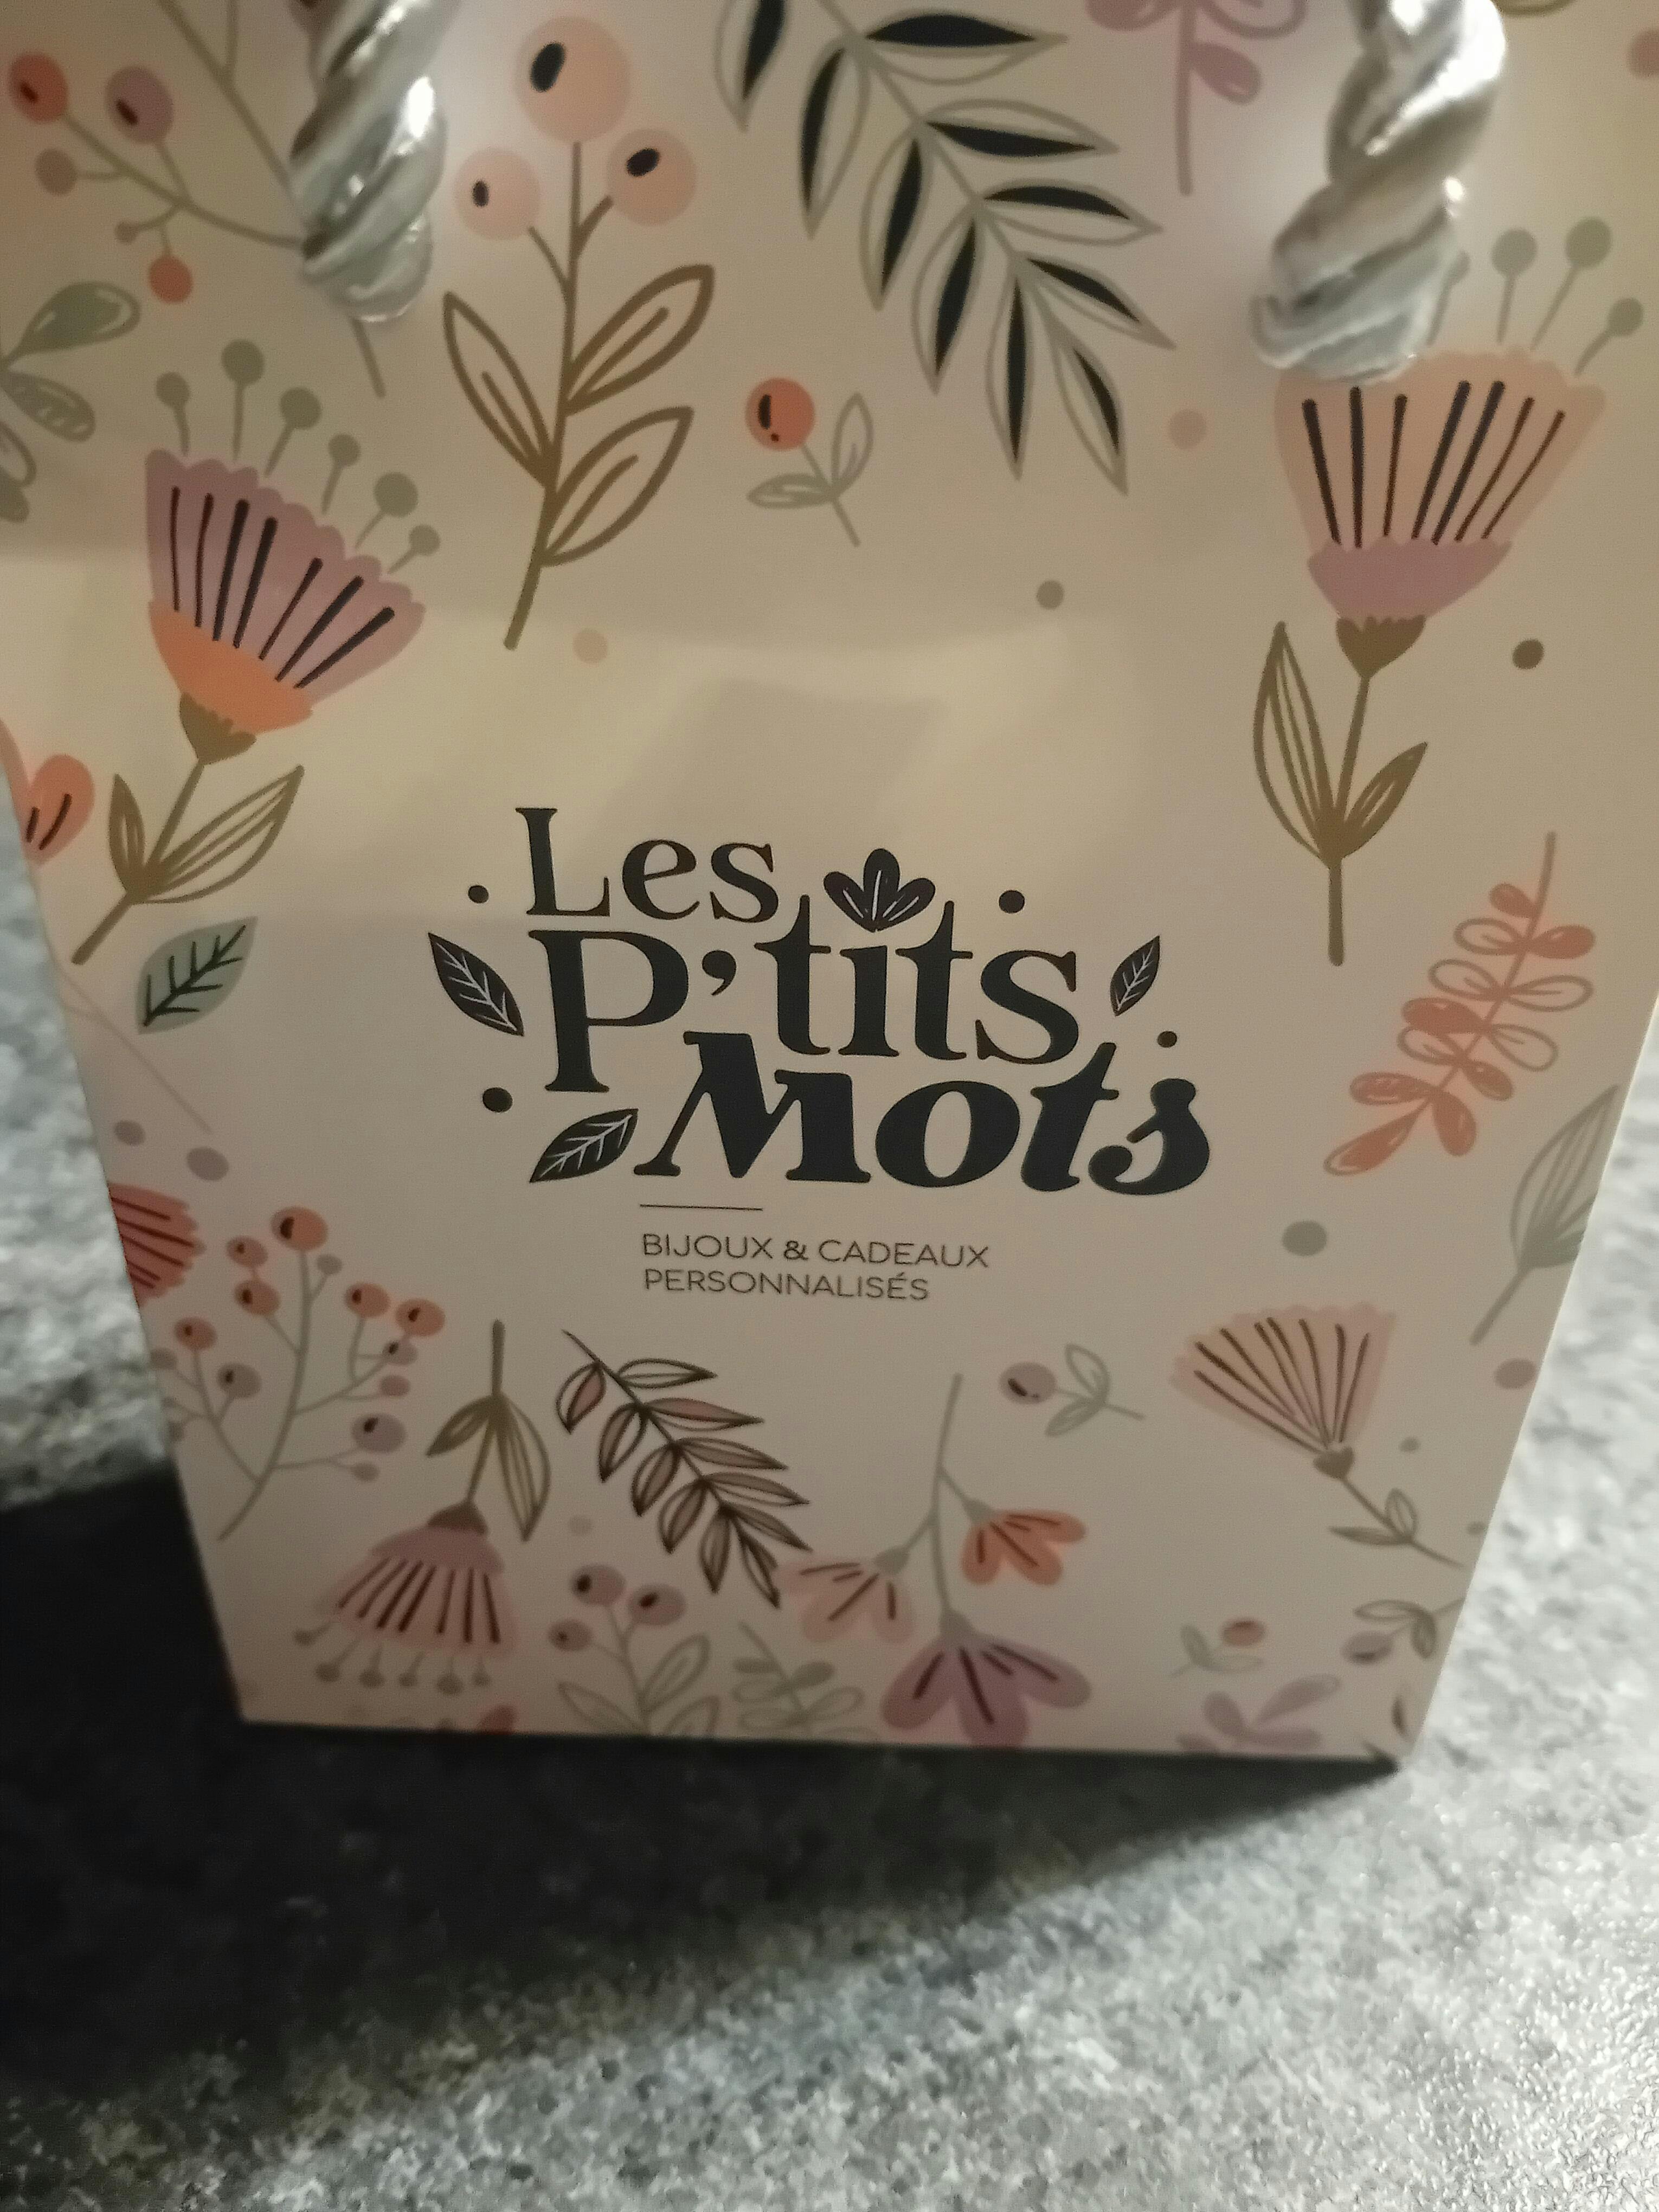 Les
P'tits
Mots
BIJOUX & CADEAUX
PERSONNALISÉS